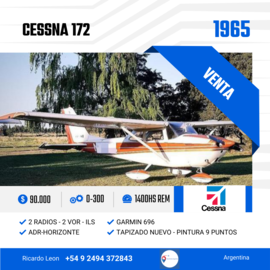 CESSNA 172
1965
VENTA
$ 90.000
O-300
1400HS REM
Cessna
2 RADIOS - 2 VOR - ILS
GARMIN 696
ADR-HORIZONTE
TAPIZADO NUEVO - PINTURA 9 PUNTOS
Ricardo Leon
+54 9 2494 372843
Argentina